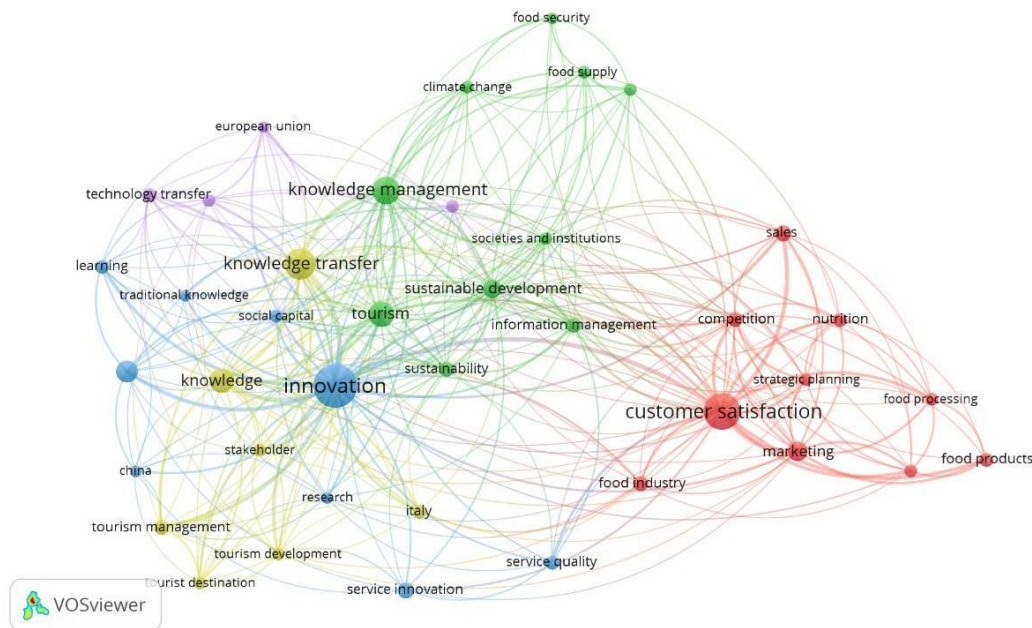 food security
food supply
climate change
european union
knowledge management
technology transfer
sales
societies and institutions
knowledge transfer
learning
sustainable development
traditional knowledge
social capital
tourism
competition
nutrition
information management
sustainability
knowledge
innovation
strategic planning
food processing
customer satisfaction
stakeholder
marketing
food products
china
food industry
research
italy
tourism management
tourism development
service quality
tourist destination
service innovation
VOSviewer